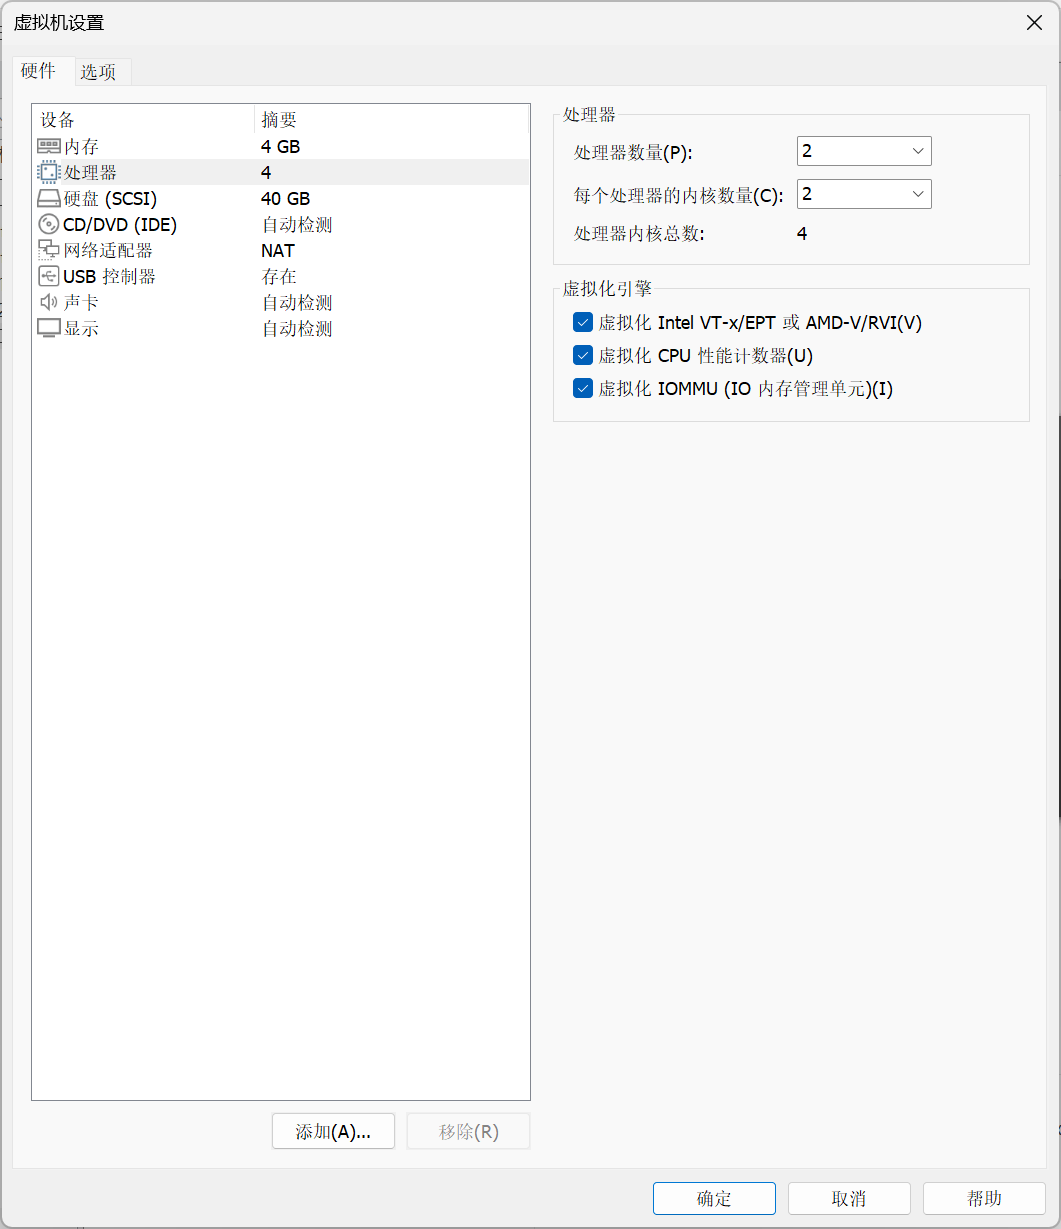 虚拟机设置
硬件 选项
设备 摘要
内存 4 GB
处理器 4
硬盘 (SCSI) 40 GB
CD/DVD (IDE) 自动检测
网络适配器 NAT
USB 控制器 存在
声卡 自动检测
显示 自动检测
添加(A)... 移除(R)
处理器
处理器数量(P): 2
每个处理器的内核数量(C): 2
处理器内核总数: 4
虚拟化引擎
虚拟化 Intel VT-x/EPT 或 AMD-V/RVI(V)
虚拟化 CPU 性能计数器(U)
虚拟化 IOMMU (IO 内存管理单元)(I)
确定 取消 帮助